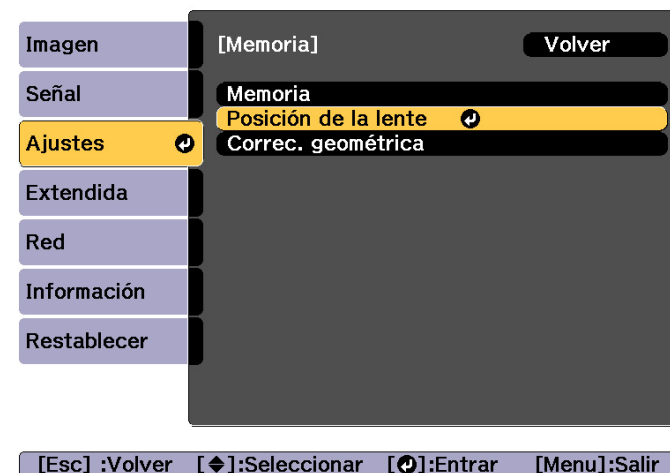 Imagen
Señal
Ajustes
Extendida
Red
Información
Restablecer
[Memoria] Volver
Memoria
Posición de la lente
Correc. geométrica
[Esc] :Volver [◆]:Seleccionar [↵]:Entrar [Menu]:Salir